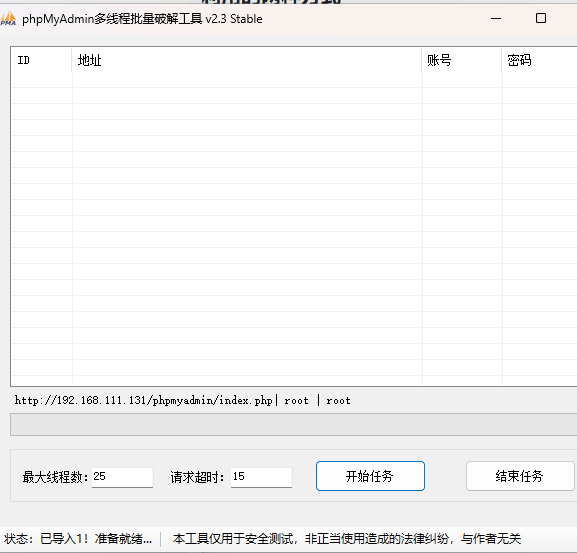 PMA phpMyAdmin多线程批量破解工具 v2.3 Stable
ID 地址 账号 密码
http://192.168.111.131/phpmyadmin/index.php| root | root
最大线程数: 25 请求超时: 15 开始任务 结束任务
状态: 已导入1! 准备就绪... 本工具仅用于安全测试，非正当使用造成的法律纠纷，与作者无关